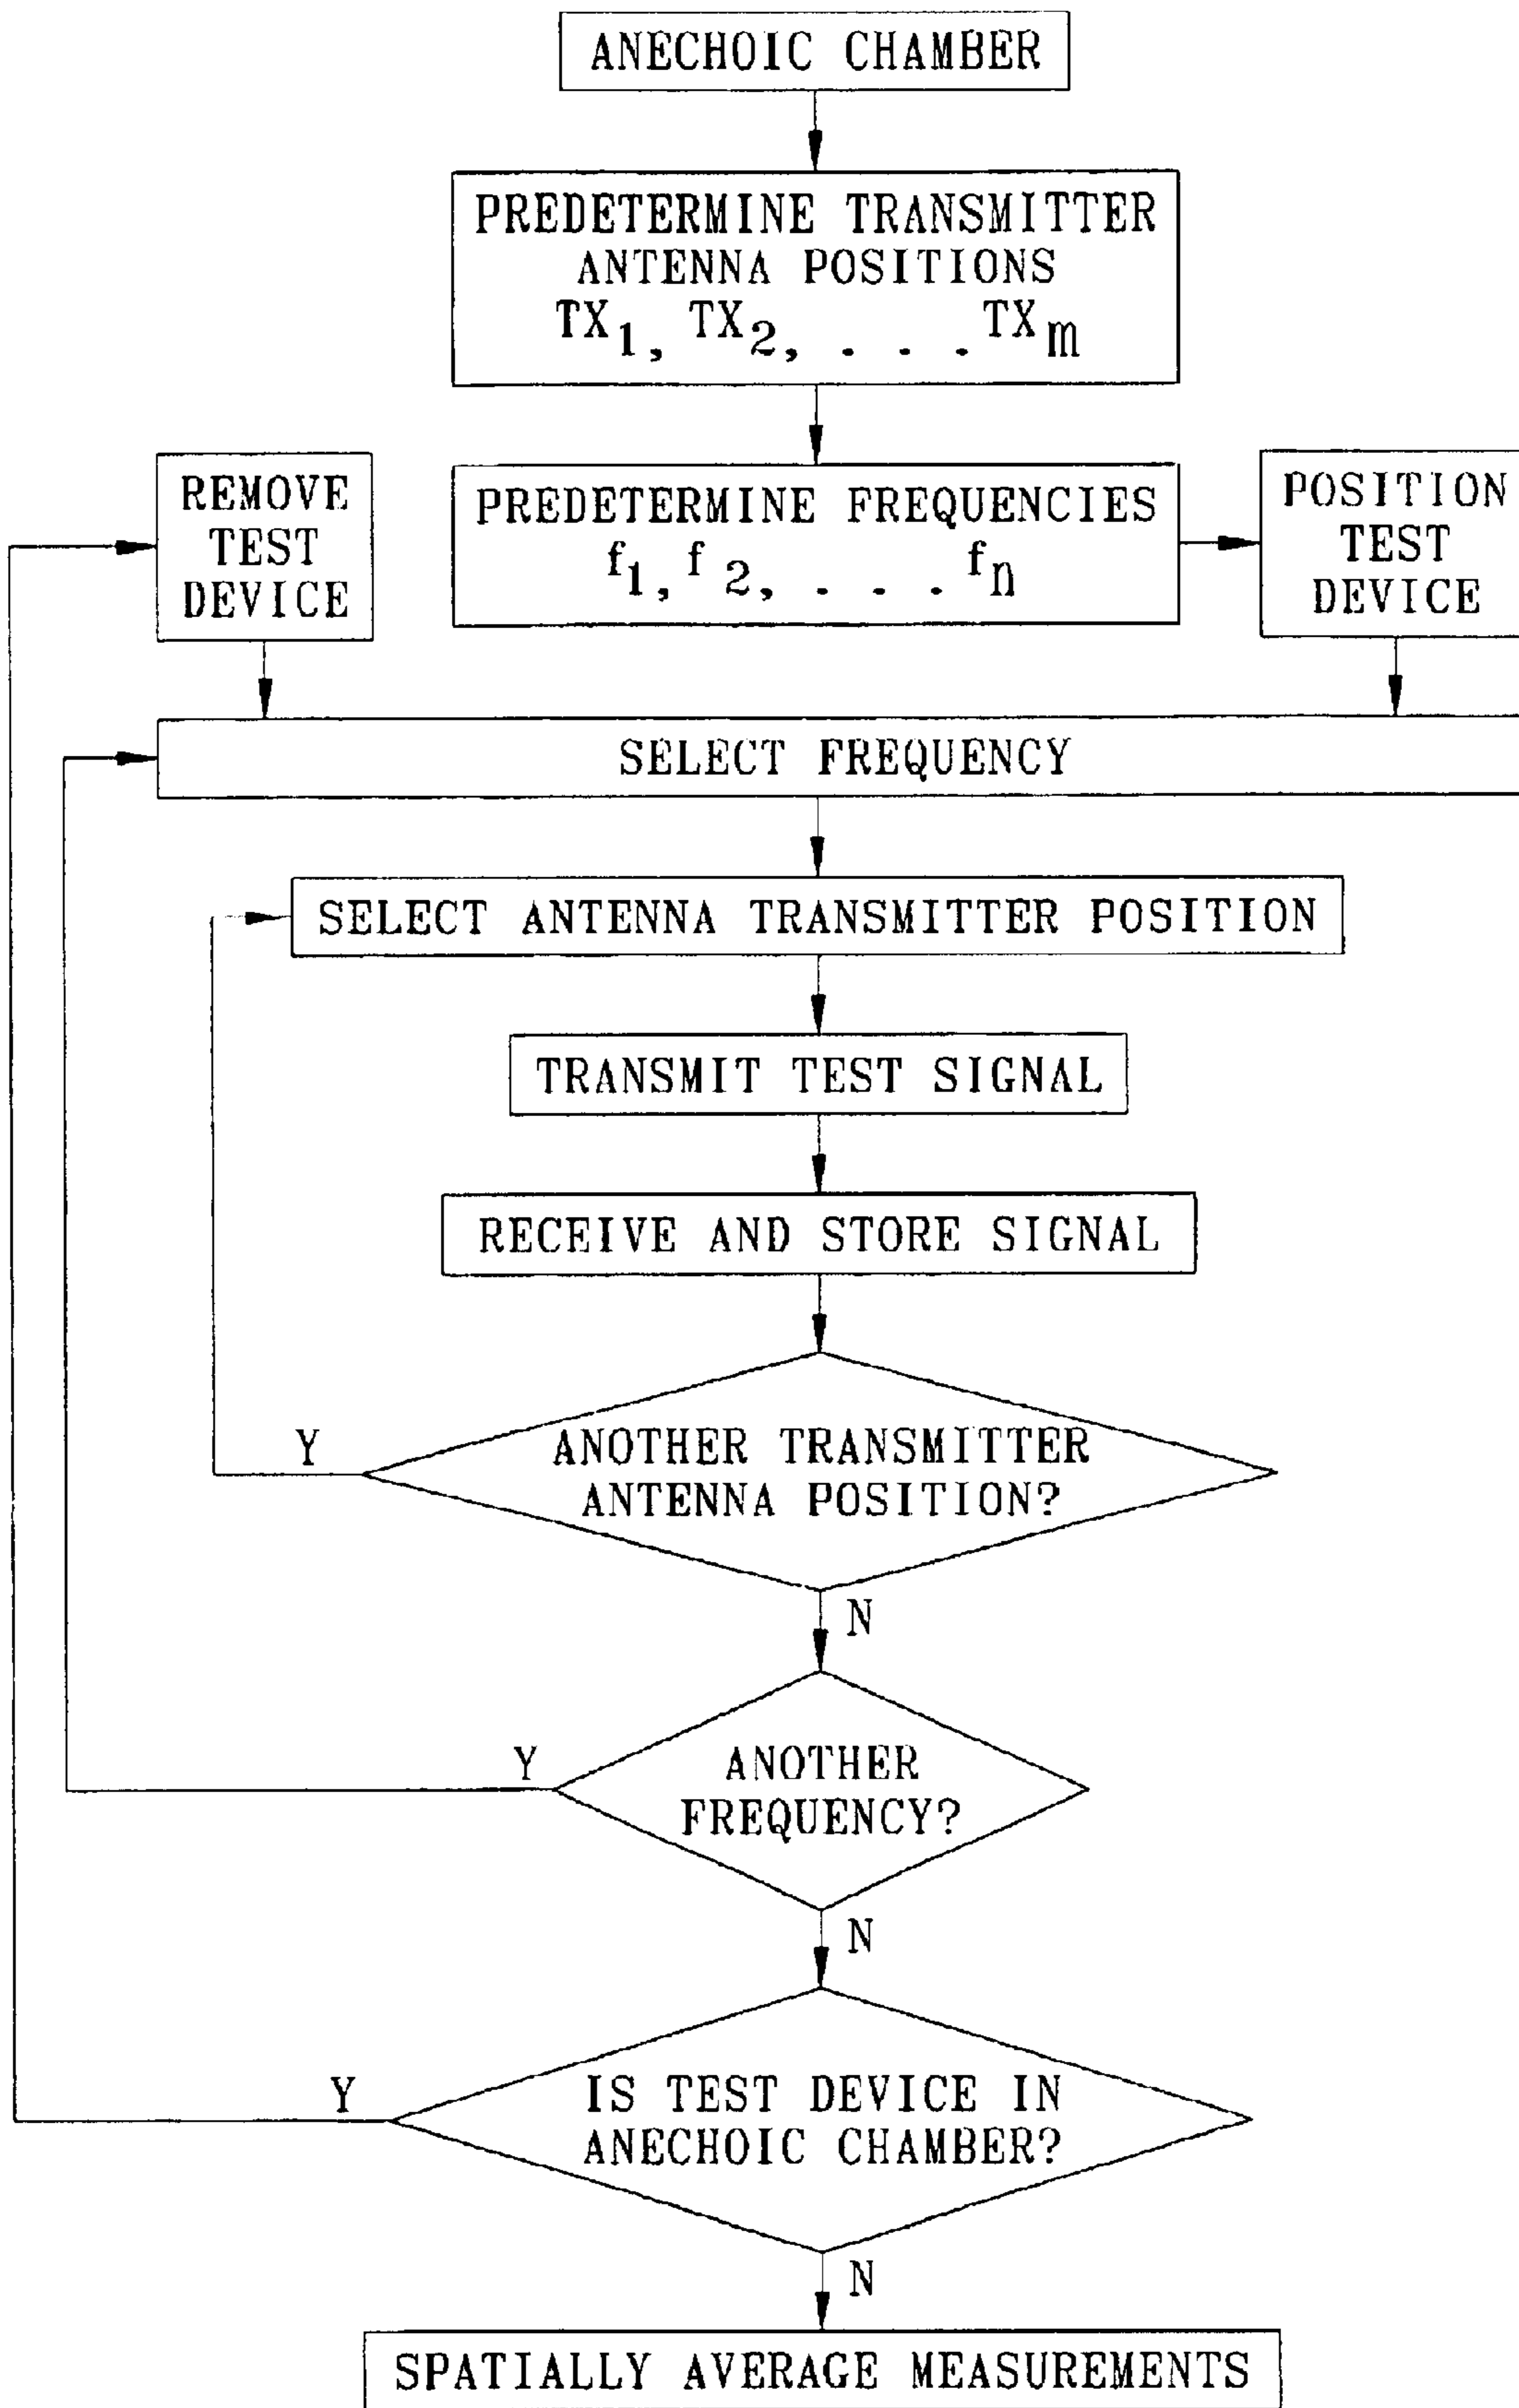 ANECHOIC CHAMBER
PREDETERMINE TRANSMITTER
ANTENNA POSITIONS
TX1, TX2, . . . TXm
REMOVE
TEST
DEVICE
PREDETERMINE FREQUENCIES
f1, f2, . . . fn
POSITION
TEST
DEVICE
SELECT FREQUENCY
SELECT ANTENNA TRANSMITTER POSITION
TRANSMIT TEST SIGNAL
RECEIVE AND STORE SIGNAL
Y
ANOTHER TRANSMITTER
ANTENNA POSITION?
N
Y
ANOTHER
FREQUENCY?
N
Y
IS TEST DEVICE IN
ANECHOIC CHAMBER?
N
SPATIALLY AVERAGE MEASUREMENTS